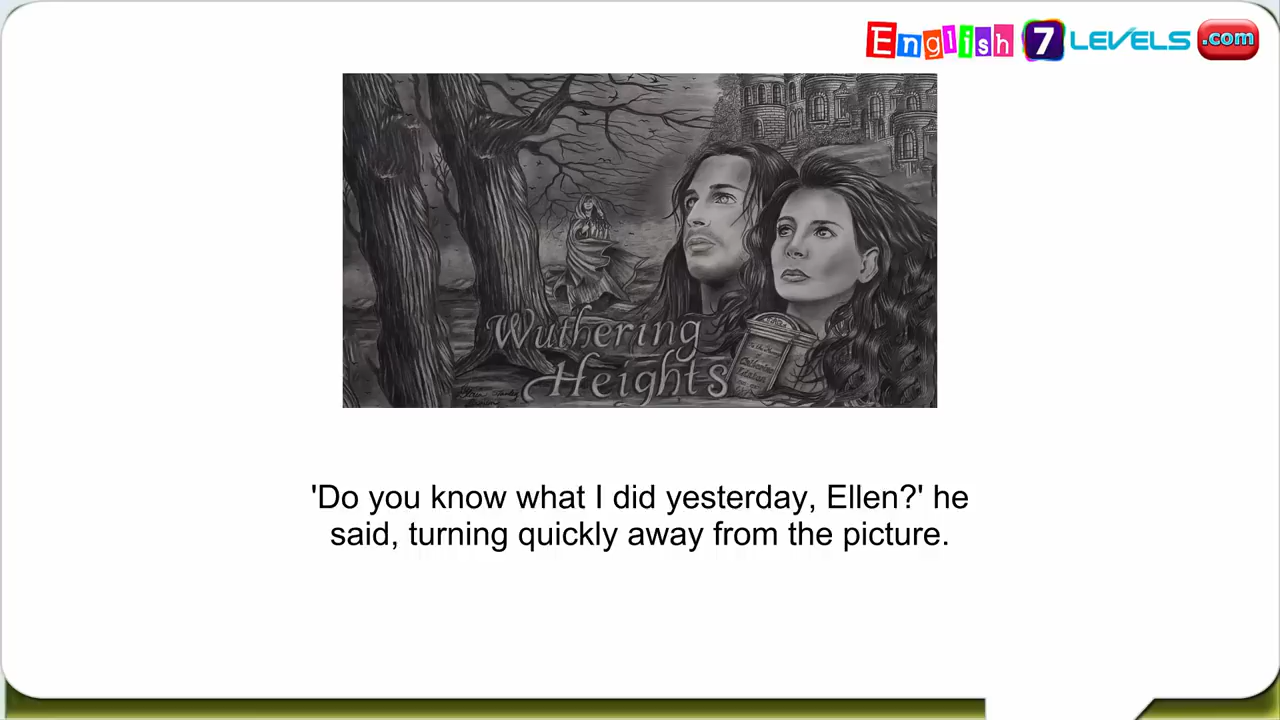 English 7 LEVELS .com
Wuthering
Heights
'Do you know what I did yesterday, Ellen?' he
said, turning quickly away from the picture.